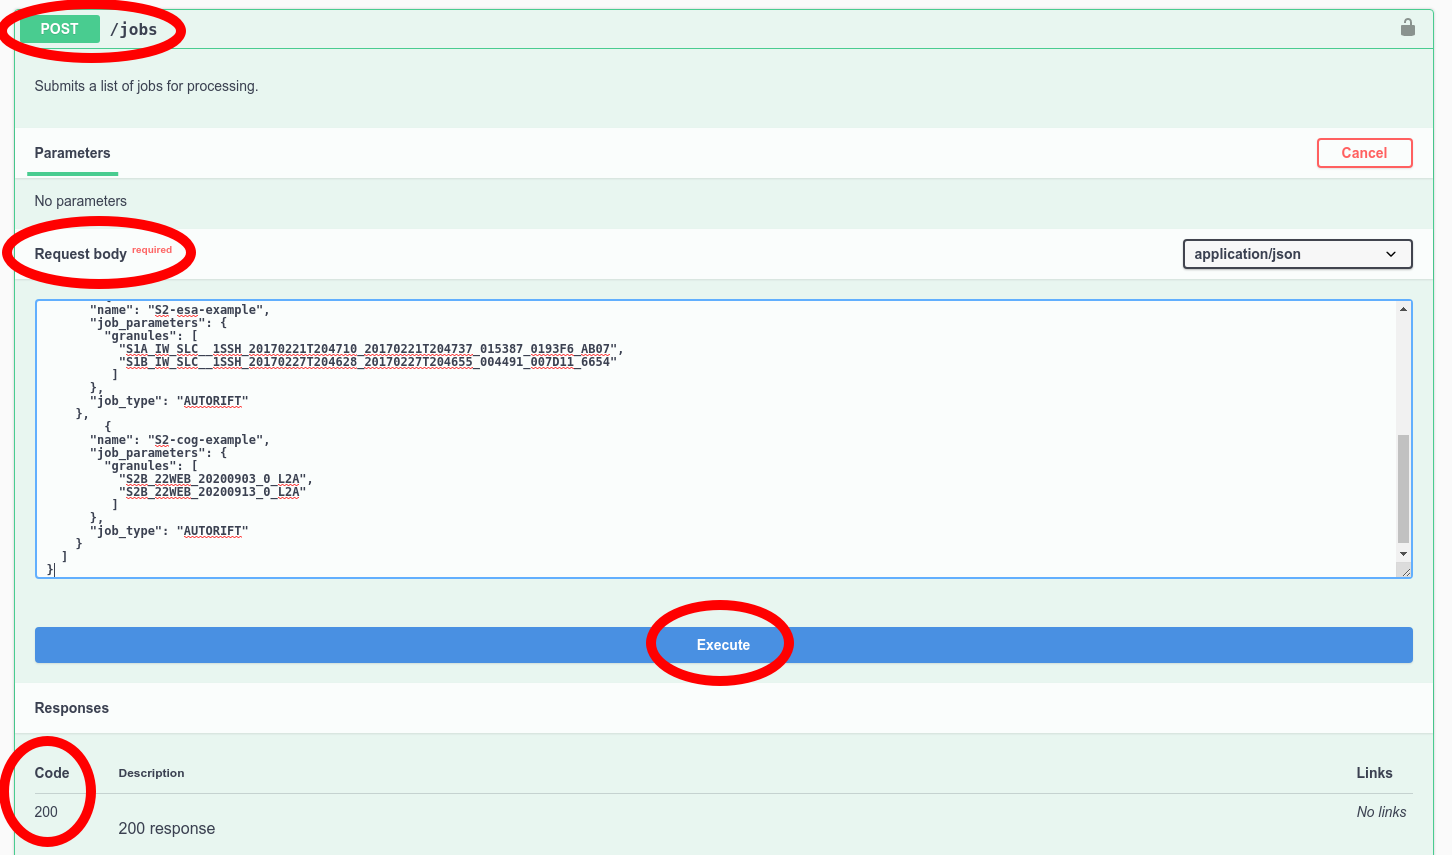 POST /jobs
Submits a list of jobs for processing.
Parameters
Cancel
No parameters
Request body required
application/json
"name": "S2-esa-example",
"job_parameters": {
"granules": [
"S1A_IW_SLC__1SSH_20170221T204710_20170221T204737_015387_0193F6_AB07",
"S1B_IW_SLC__1SSH_20170227T204628_20170227T204655_004491_007D11_6654"
]
},
"job_type": "AUTORIFT"
},
{
"name": "S2-cog-example",
"job_parameters": {
"granules": [
"S2B_22WEB_20200903_0_L2A",
"S2B_22WEB_20200913_0_L2A"
]
},
"job_type": "AUTORIFT"
}
]
}
Execute
Responses
Code Description Links
200 No links
200 response